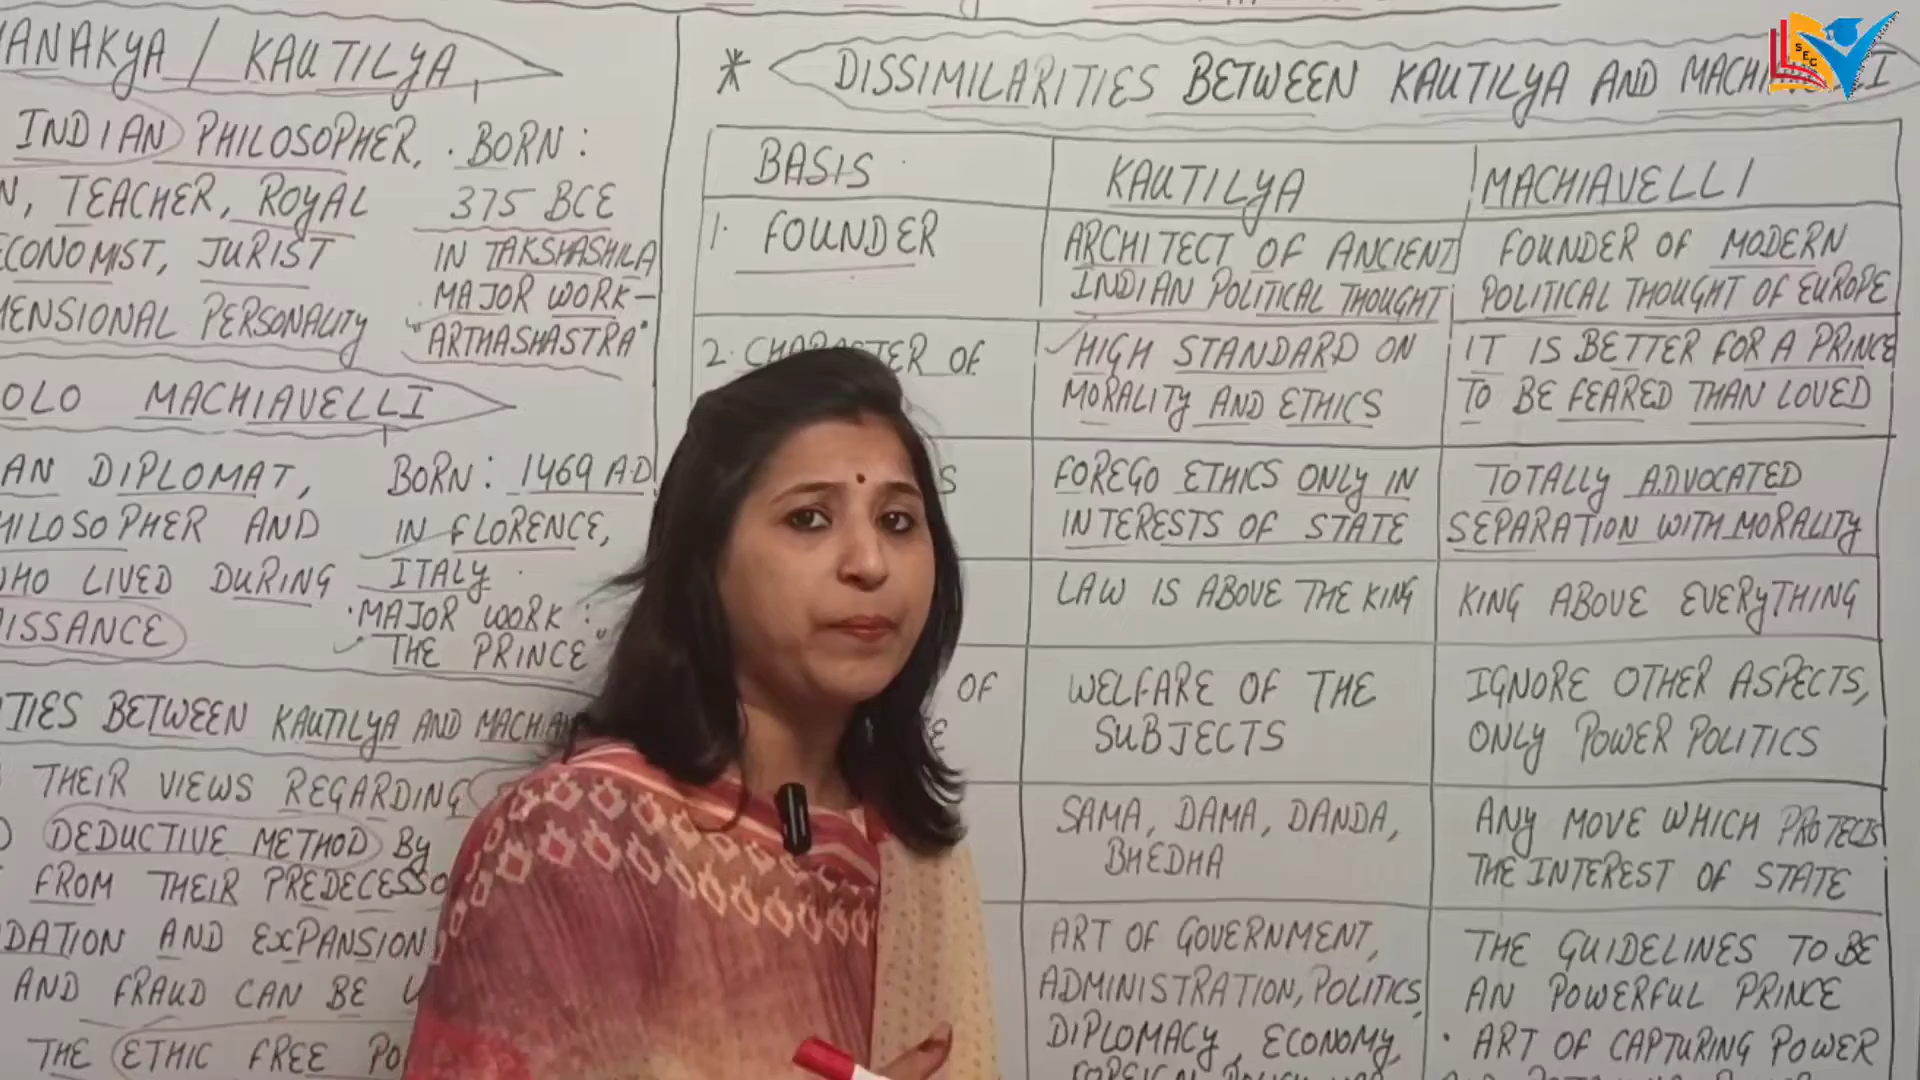 ANAKYA / KAUTILYA
INDIAN PHILOSOPHER,
N, TEACHER, ROYAL
ECONOMIST, JURIST
MENSIONAL PERSONALITY
. BORN :
375 BCE
IN TAKSHASHILA
. MAJOR WORK-
"ARTHASHASTRA"
OLO MACHIAVELLI
AN DIPLOMAT,
HILOSOPHER AND
WHO LIVED DURING
AISSANCE
BORN : 1469 A.D
IN FLORENCE,
ITALY .
. MAJOR WORK :
THE PRINCE"
TIES BETWEEN KAUTILYA AND MACHIAV
THEIR VIEWS REGARDING
DEDUCTIVE METHOD By
FROM THEIR PREDECESSO
DATION AND EXPANSION
AND FRAUD CAN BE U
THE ETHIC FREE PO
* DISSIMILARITIES BETWEEN KAUTILYA AND MACHI LI
SEC
BASIS KAUTILYA MACHIAVELLI
1. FOUNDER
ARCHITECT OF ANCIENT
INDIAN POLITICAL THOUGHT
FOUNDER OF MODERN
POLITICAL THOUGHT OF EUROPE
2. CHARACTER OF
HIGH STANDARD ON
MORALITY AND ETHICS
IT IS BETTER FOR A PRINCE
TO BE FEARED THAN LOVED
S
FOREGO ETHICS ONLY IN
INTERESTS OF STATE
TOTALLY ADVOCATED
SEPARATION WITH MORALITY
LAW IS ABOVE THE KING
KING ABOVE EVERYTHING
OF
E
WELFARE OF THE
SUBJECTS
IGNORE OTHER ASPECTS,
ONLY POWER POLITICS
SAMA, DAMA, DANDA,
BHEDHA
ANY MOVE WHICH PROTECTS
THE INTEREST OF STATE
ART OF GOVERNMENT,
ADMINISTRATION, POLITICS,
DIPLOMACY, ECONOMY,
THE GUIDELINES TO BE
AN POWERFUL PRINCE
. ART OF CAPTURING POWER